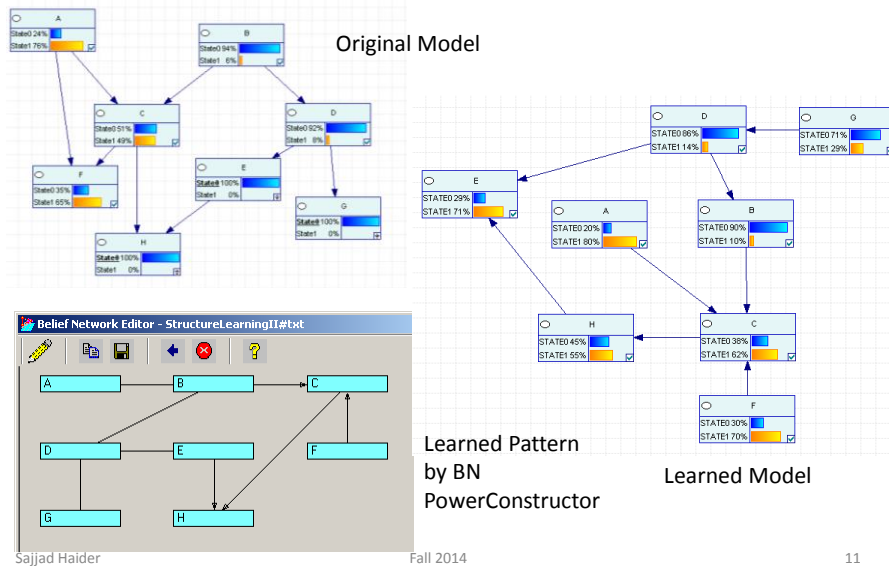 Original Model
A
State0 24%
State1 76%
B
State0 94%
State1 6%
C
State0 51%
State1 49%
D
State0 92%
State1 8%
F
State0 35%
State1 65%
E
State0 100%
State1 0%
G
State0 100%
State1 0%
H
State0 100%
State1 0%
D
STATE0 86%
STATE1 14%
G
STATE0 71%
STATE1 29%
E
STATE0 29%
STATE1 71%
A
STATE0 20%
STATE1 80%
B
STATE0 90%
STATE1 10%
H
STATE0 45%
STATE1 55%
C
STATE0 38%
STATE1 62%
F
STATE0 30%
STATE1 70%
Belief Network Editor - StructureLearningII#txt
A B C
D E F
G H
Learned Pattern
by BN
PowerConstructor
Learned Model
Sajjad Haider Fall 2014 11